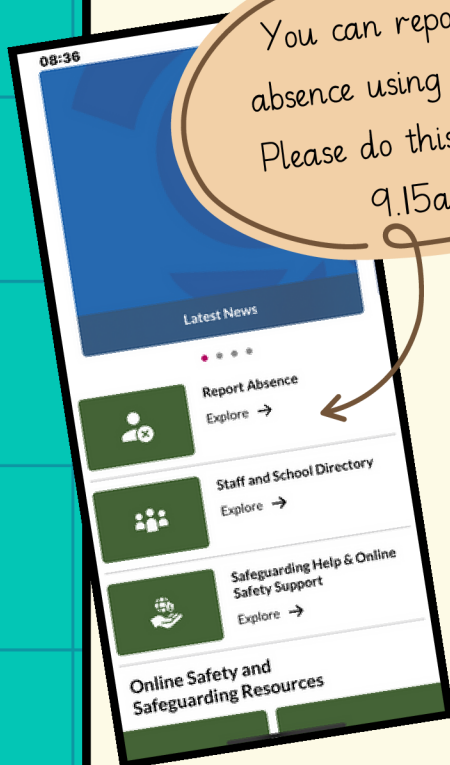 08:36
You can repo
absence using
Please do this
9.15a
Latest News
Report Absence
Explore →
Staff and School Directory
Explore →
Safeguarding Help & Online
Safety Support
Explore →
Online Safety and
Safeguarding Resources